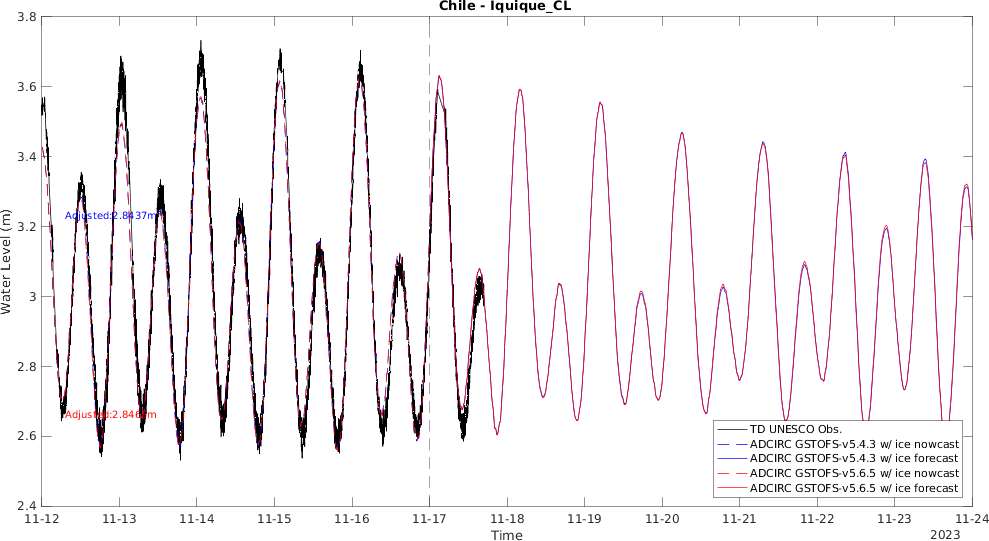 Chile - Iquique_CL
3.8
3.6
3.4
3.2
3
2.8
2.6
2.4
Water Level (m)
Adjusted:2.8437m
TD UNESCO Obs.
ADCIRC GSTOFS-v5.4.3 w/ ice nowcast
ADCIRC GSTOFS-v5.4.3 w/ ice forecast
ADCIRC GSTOFS-v5.6.5 w/ ice nowcast
ADCIRC GSTOFS-v5.6.5 w/ ice forecast
11-12 11-13 11-14 11-15 11-16 11-17 11-18 11-19 11-20 11-21 11-22 11-23 11-24
Time
2023